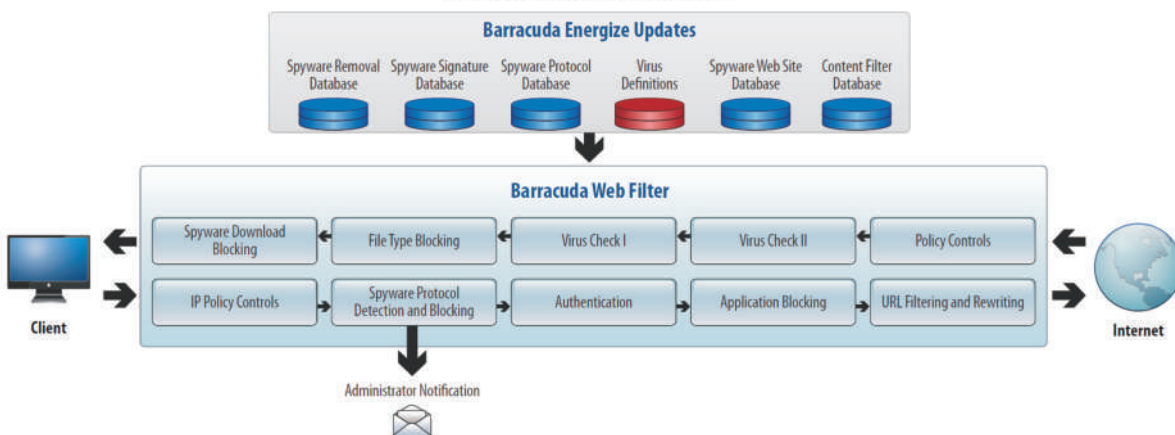 Barracuda Energize Updates
Spyware Removal
Database
Spyware Signature
Database
Spyware Protocol
Database
Virus
Definitions
Spyware Web Site
Database
Content Filter
Database
Barracuda Web Filter
Spyware Download
Blocking
File Type Blocking
Virus Check I
Virus Check II
Policy Controls
IP Policy Controls
Spyware Protocol
Detection and Blocking
Authentication
Application Blocking
URL Filtering and Rewriting
Client
Internet
Administrator Notification